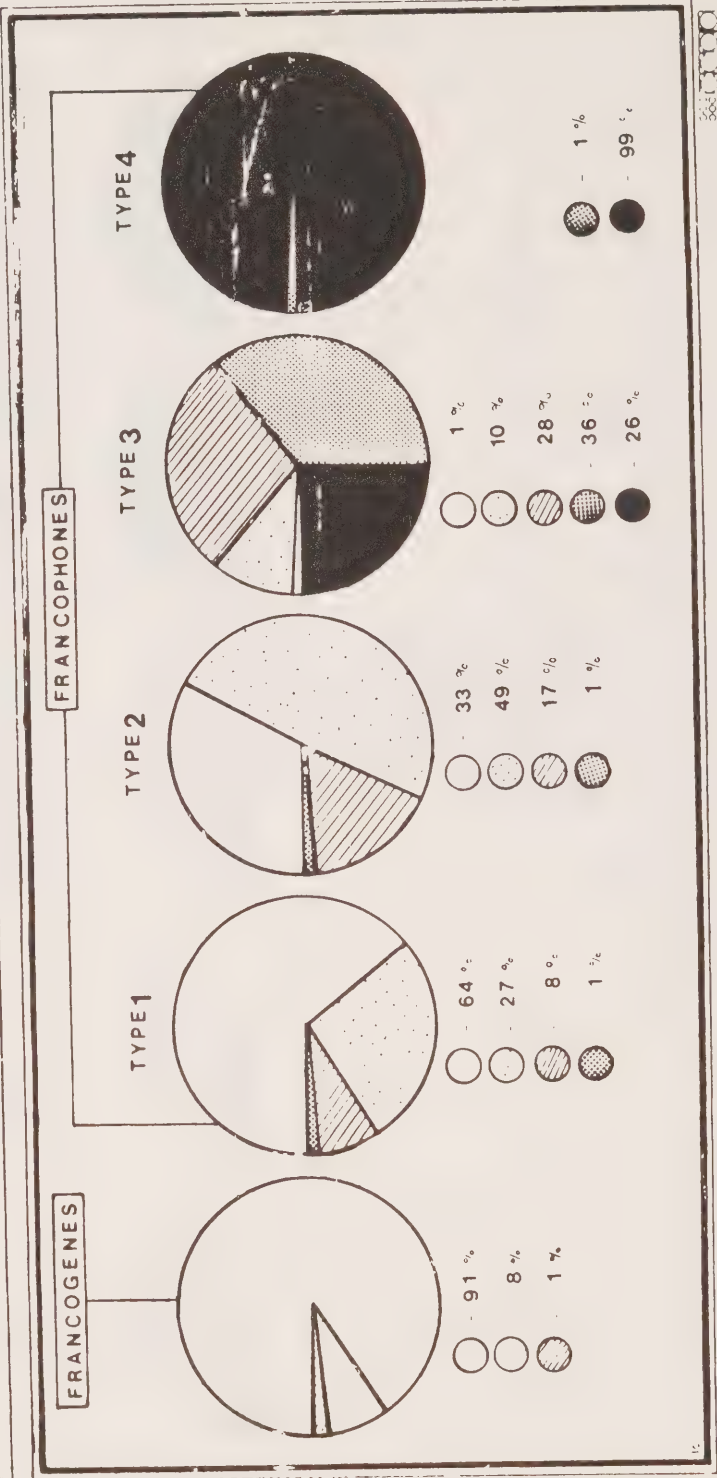 FRANCOGENES
FRANCOPHONES
TYPE 1
TYPE 2
TYPE 3
TYPE 4
- 91 %
8 %
1 %
- 64 %
- 27 %
- 8 %
1 %
- 33 %
49 %
17 %
1 %
1 %
10 %
28 %
- 36 %
- 26 %
- 1 %
- 99 %